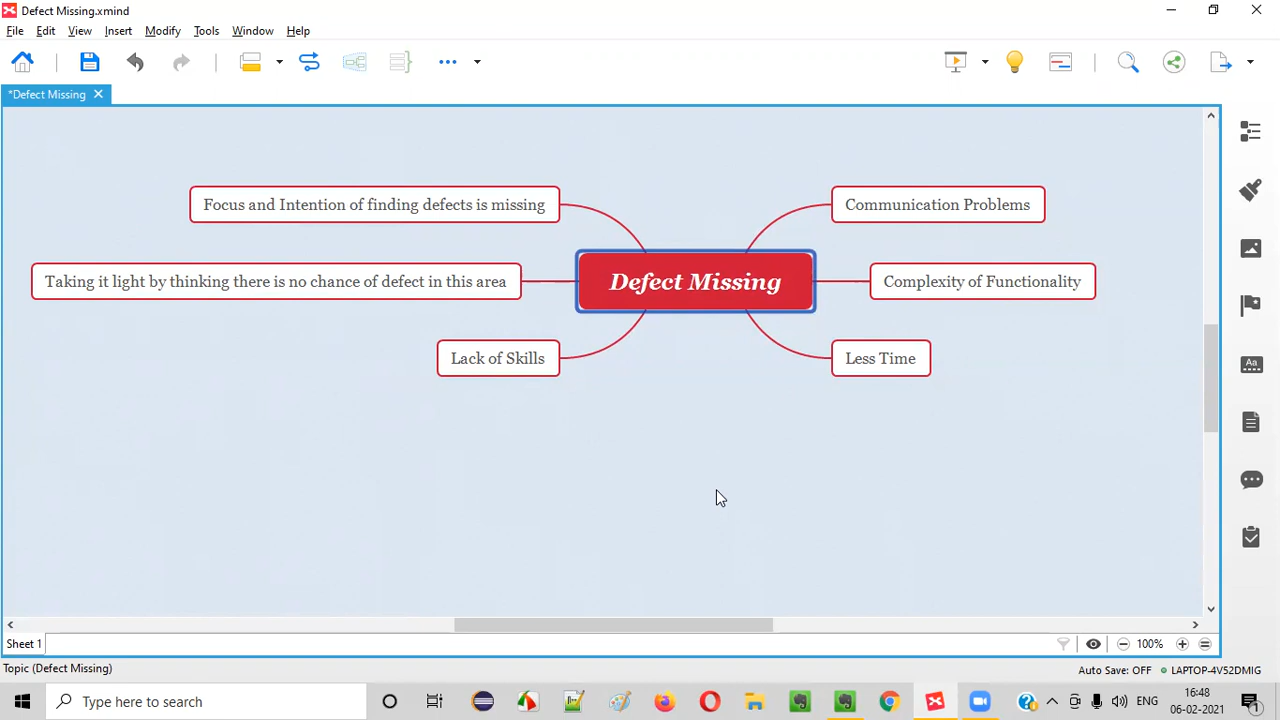 Defect Missing.xmind
File Edit View Insert Modify Tools Window Help
*Defect Missing
Focus and Intention of finding defects is missing
Communication Problems
Taking it light by thinking there is no chance of defect in this area
Defect Missing
Complexity of Functionality
Lack of Skills
Less Time
Aa
Sheet 1
100%
Topic (Defect Missing)
Auto Save: OFF
LAPTOP-4V52DMIG
Type here to search
ENG
16:48
06-02-2021
1